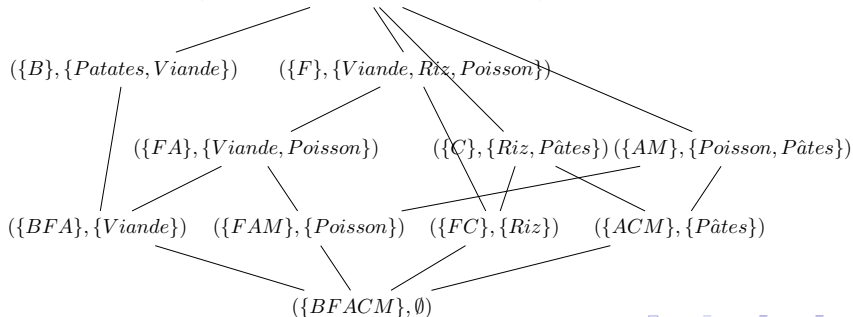 ({B}, {Patates, Viande}) ({F}, {Viande, Riz, Poisson})
({FA}, {Viande, Poisson}) ({C}, {Riz, Pâtes}) ({AM}, {Poisson, Pâtes})
({BFA}, {Viande}) ({FAM}, {Poisson}) ({FC}, {Riz}) ({ACM}, {Pâtes})
({BFACM}, ∅)